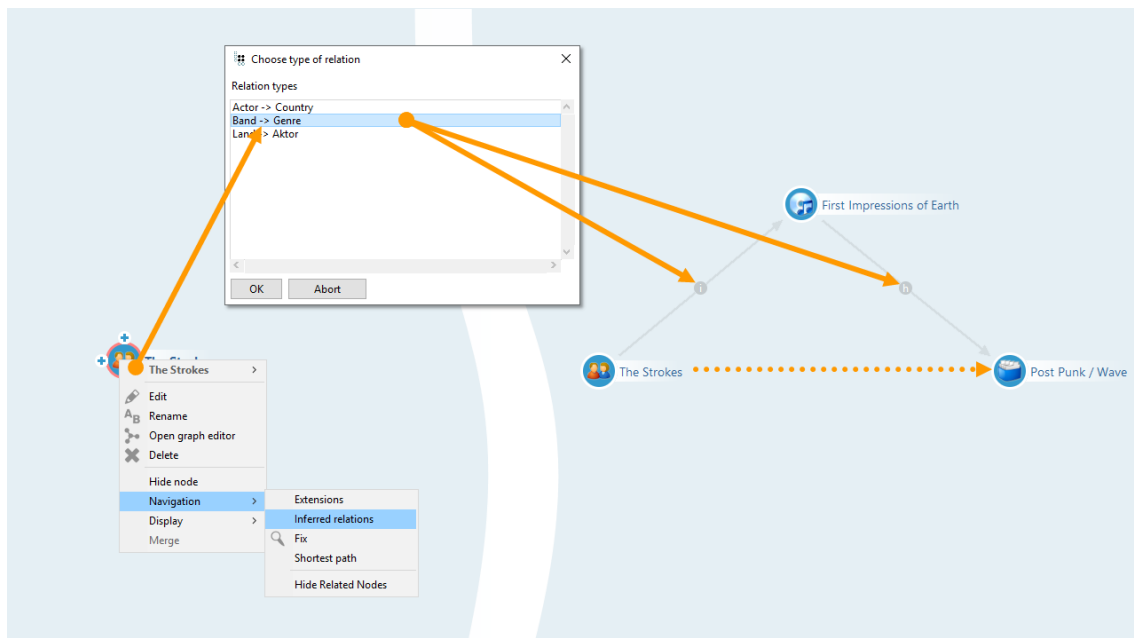 Choose type of relation
Relation types
Actor -> Country
Band -> Genre
Land > Aktor
OK
Abort
First Impressions of Earth
i
h
The Strokes
Post Punk / Wave
The Strokes
Edit
Rename
Open graph editor
Delete
Hide node
Navigation
Display
Merge
Extensions
Inferred relations
Fix
Shortest path
Hide Related Nodes